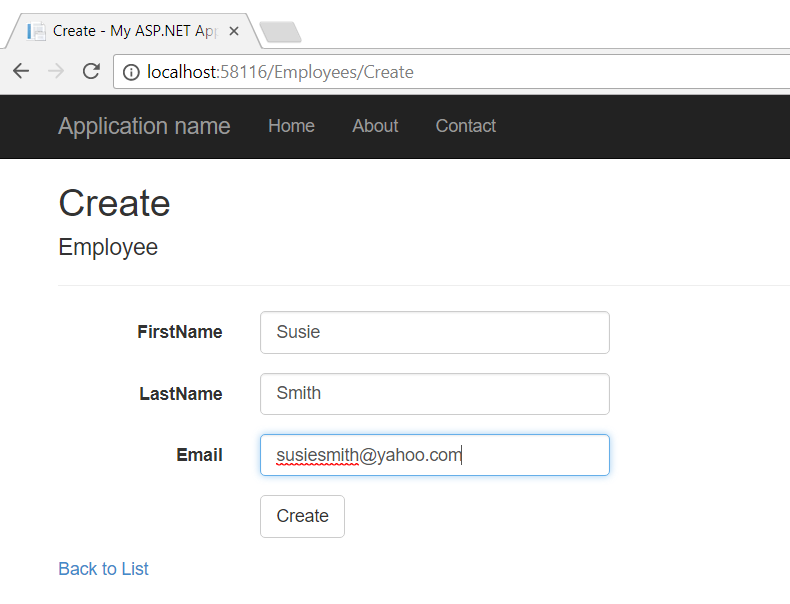 Create - My ASP.NET App
localhost:58116/Employees/Create
Application name Home About Contact
Create
Employee
FirstName Susie
LastName Smith
Email susiesmith@yahoo.com
Create
Back to List